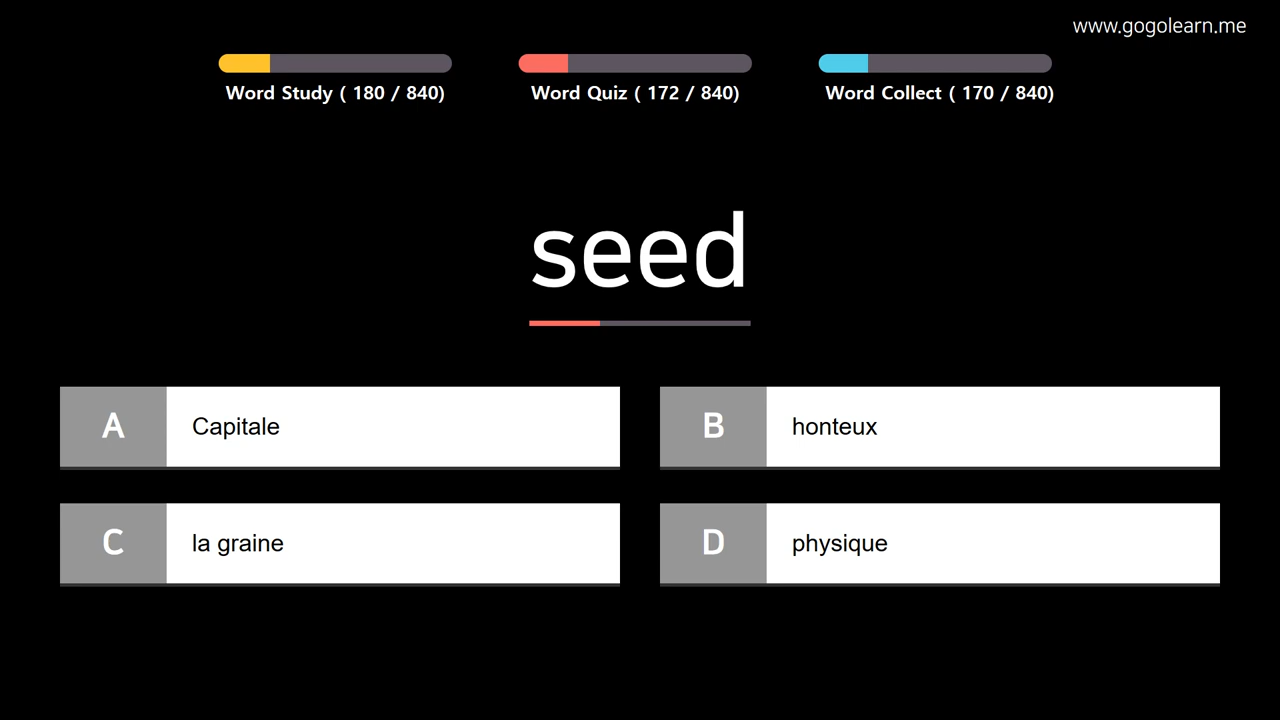 www.gogolearn.me
Word Study ( 180 / 840)
Word Quiz ( 172 / 840)
Word Collect ( 170 / 840)
seed
A Capitale
B honteux
C la graine
D physique